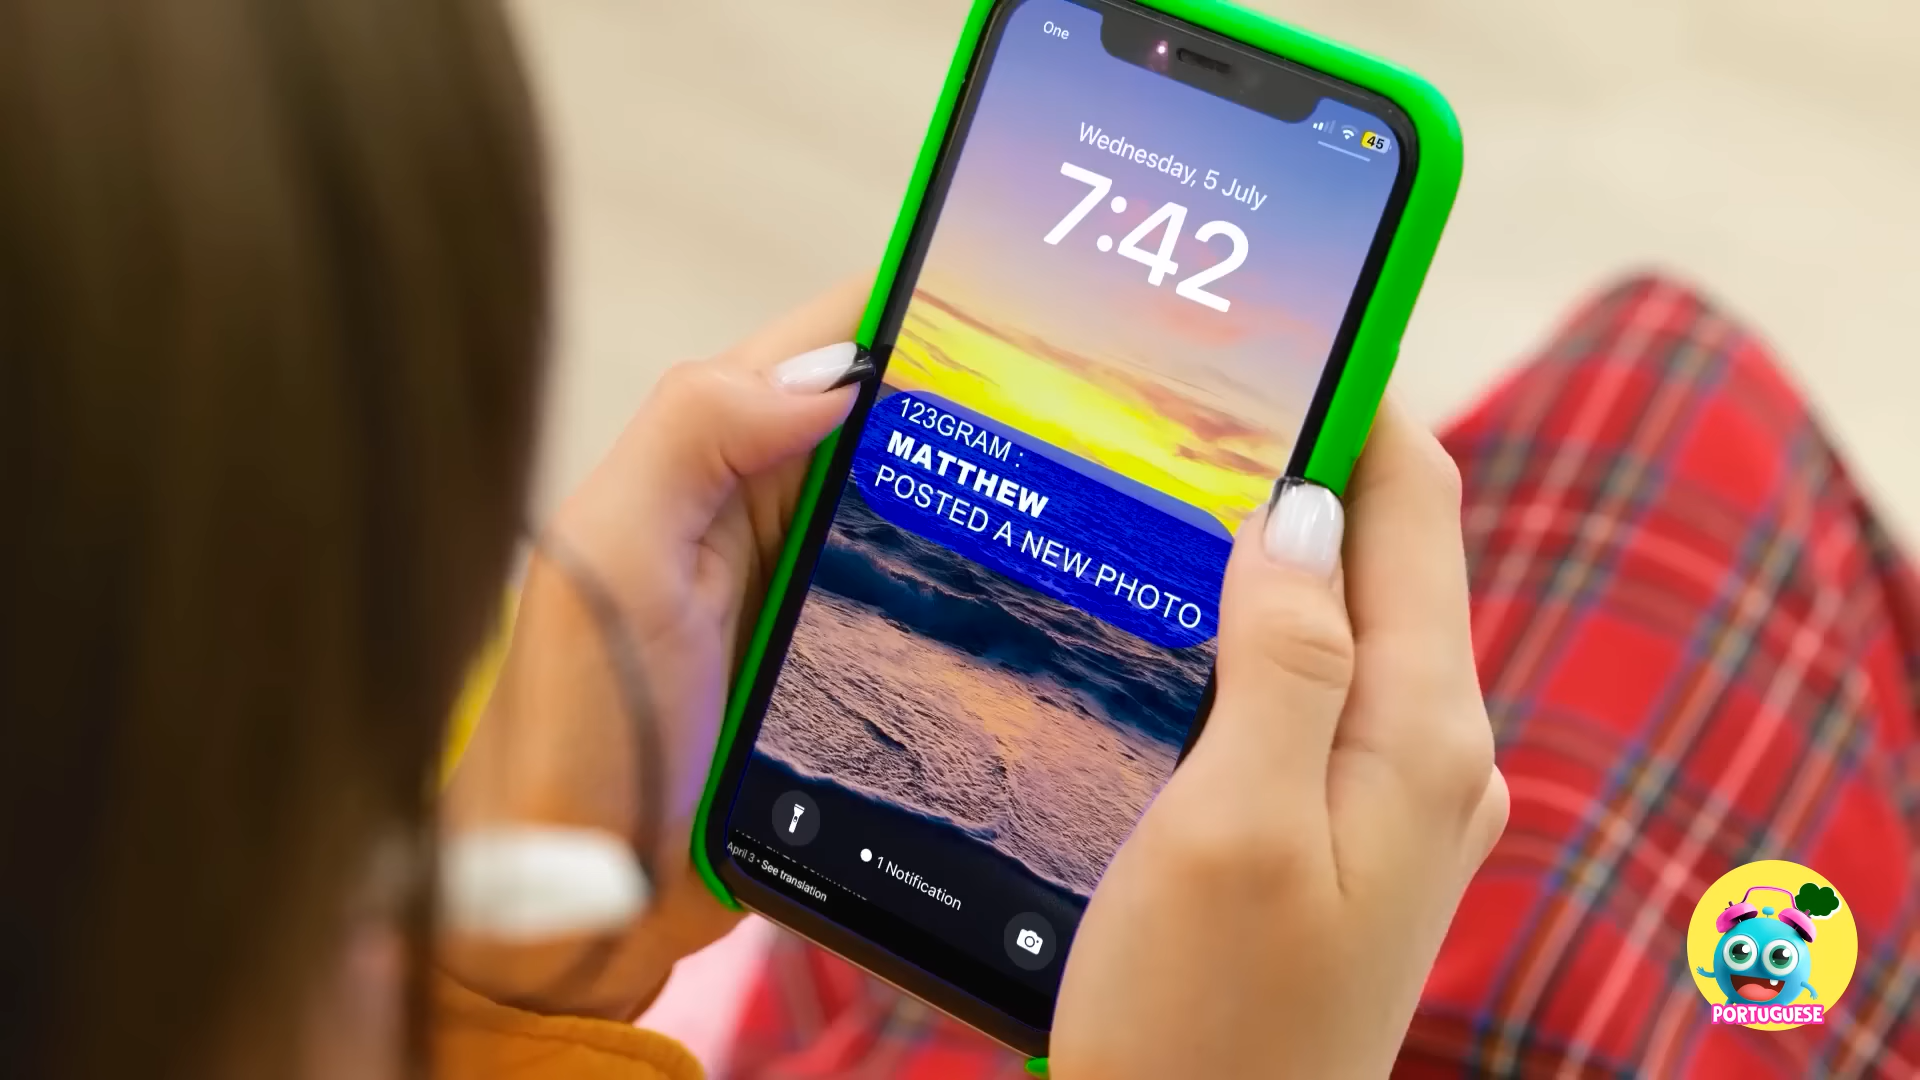 One
45
Wednesday, 5 July
7:42
123GRAM :
MATTHEW
POSTED A NEW PHOTO
1 Notification
April 3 • See translation
PORTUGUESE